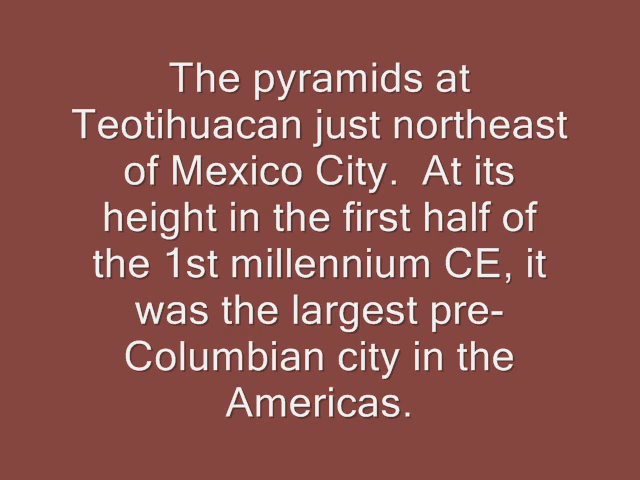 The pyramids at
Teotihuacan just northeast
of Mexico City.  At its
height in the first half of
the 1st millennium CE, it
was the largest pre-
Columbian city in the
Americas.